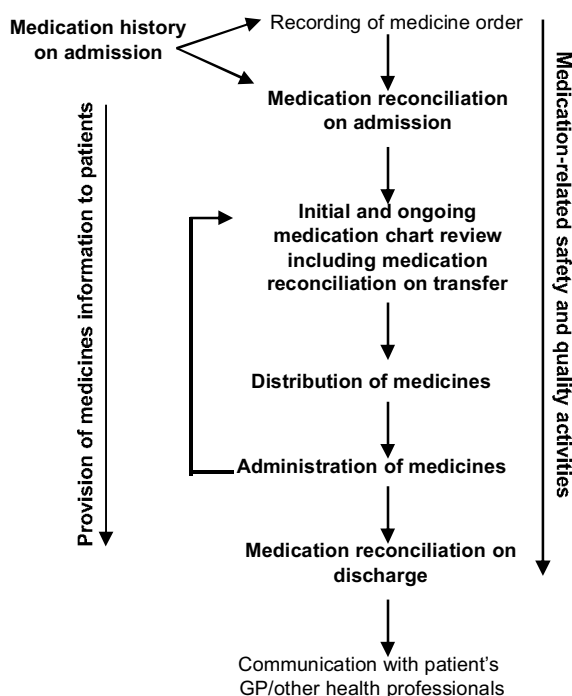 Medication history
on admission
Recording of medicine order
Medication reconciliation
on admission
Initial and ongoing
medication chart review
including medication
reconciliation on transfer
Distribution of medicines
Administration of medicines
Medication reconciliation on
discharge
Communication with patient's
GP/other health professionals
Provision of medicines information to patients
Medication-related safety and quality activities